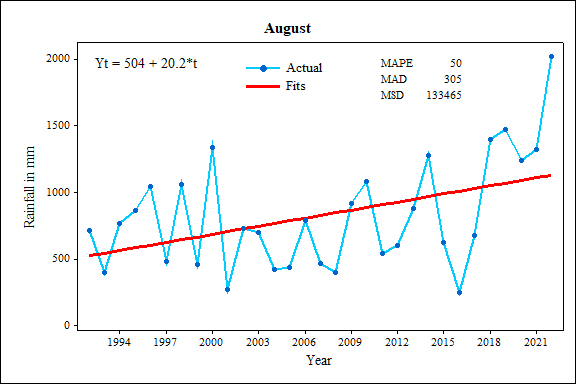 August
Yt = 504 + 20.2*t
Actual
Fits
MAPE 50
MAD 305
MSD 133465
Rainfall in mm
2000
1500
1000
500
0
1994 1997 2000 2003 2006 2009 2012 2015 2018 2021
Year